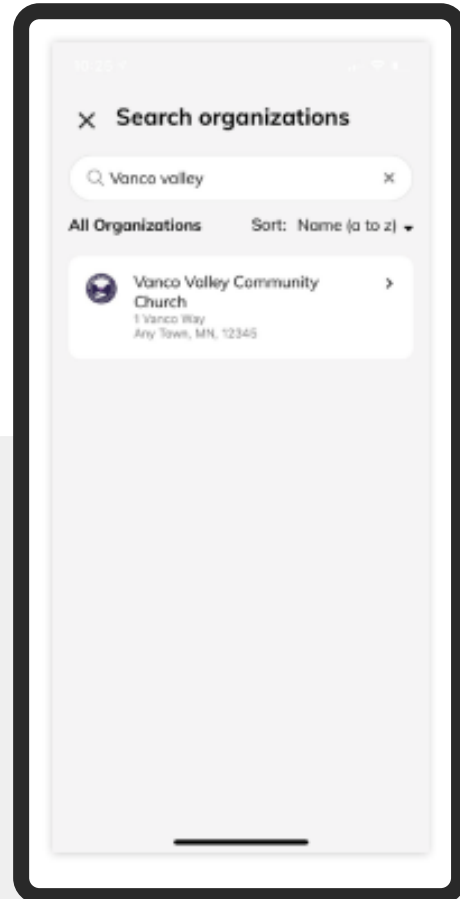 Search organizations
Vanco valley
All Organizations Sort: Name (a to z)
Vanco Valley Community
Church
1 Vanco Way
Any Town, MN, 12345